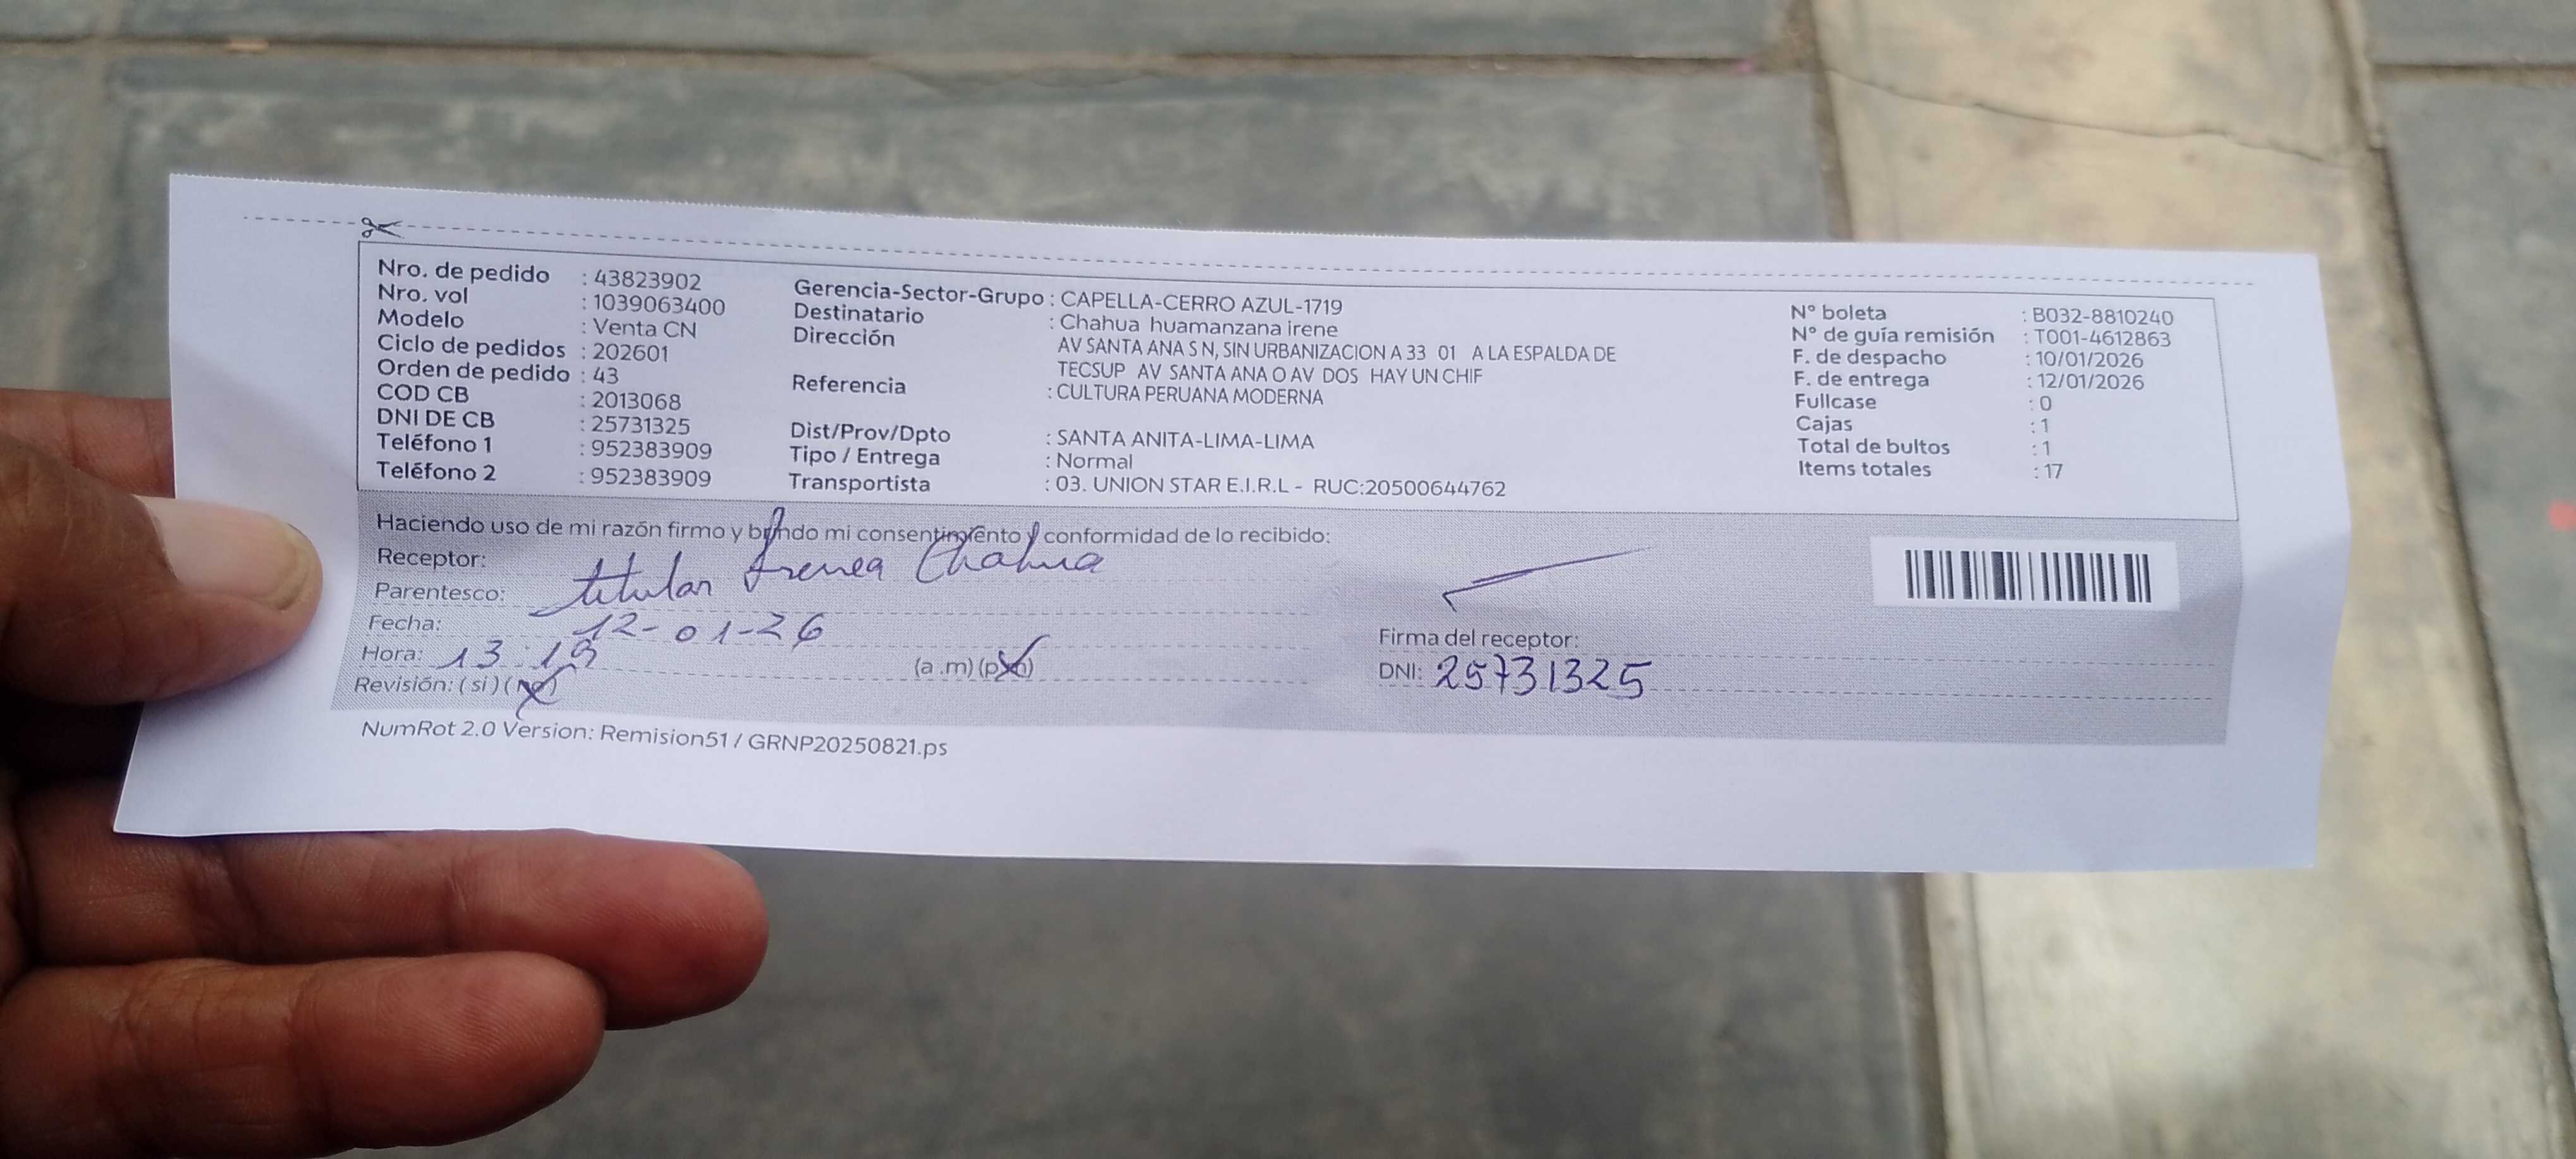 Nro. de pedido : 43823902
Nro. vol : 1039063400
Modelo : Venta CN
Ciclo de pedidos : 202601
Orden de pedido : 43
COD CB : 2013068
DNI DE CB : 25731325
Teléfono 1 : 952383909
Teléfono 2 : 952383909
Gerencia-Sector-Grupo : CAPELLA-CERRO AZUL-1719
Destinatario : Chahua huamanzana irene
Dirección AV SANTA ANA S N, SIN URBANIZACION A 33 01 A LA ESPALDA DE
TECSUP AV SANTA ANA O AV DOS HAY UN CHIF
Referencia : CULTURA PERUANA MODERNA
Dist/Prov/Dpto : SANTA ANITA-LIMA-LIMA
Tipo / Entrega : Normal
Transportista : 03. UNION STAR E.I.R.L - RUC:20500644762
N° boleta : B032-8810240
N° de guía remisión : T001-4612863
F. de despacho : 10/01/2026
F. de entrega : 12/01/2026
Fullcase : 0
Cajas : 1
Total de bultos : 1
Items totales : 17
Haciendo uso de mi razón firmo y brindo mi consentimiento y conformidad de lo recibido:
Receptor:
Parentesco: titular Irenea Chahua
Fecha: 12-01-26
Hora: 13:19 (a .m) (p.m)
Revisión: ( si ) ( no )
Firma del receptor:
DNI: 25731325
NumRot 2.0 Version: Remision51 / GRNP20250821.ps